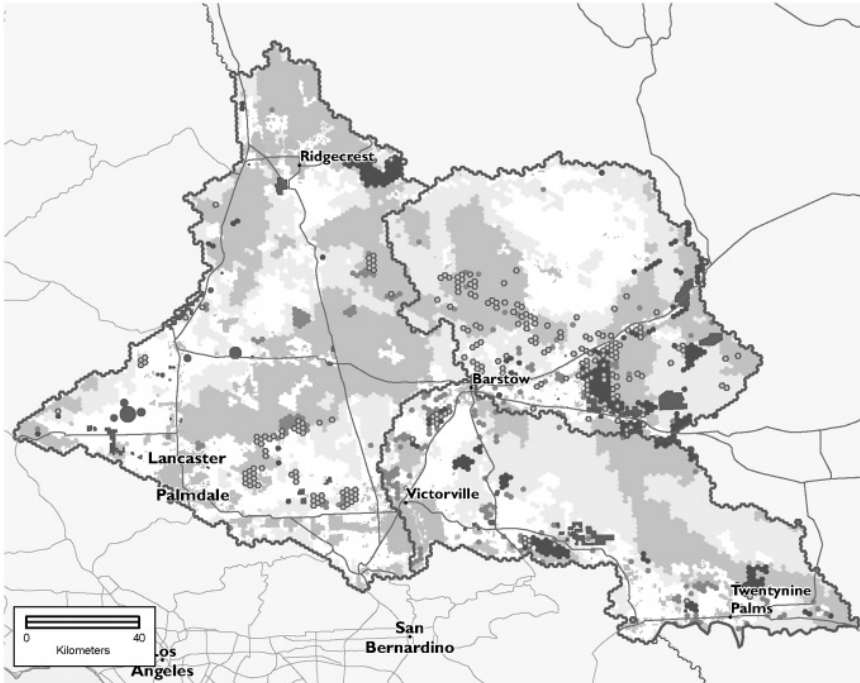 Ridgecrest
Barstow
Lancaster
Palmdale
Victorville
Twentynine
Palms
San
Bernardino
0 40
Kilometers
Los
Angeles